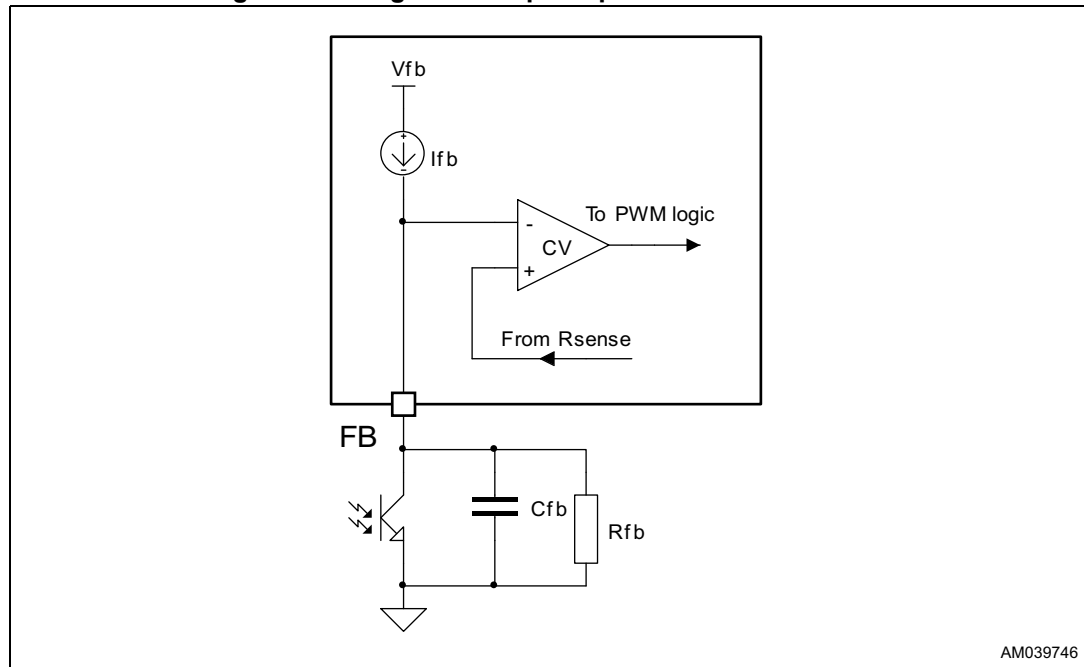 Vfb
Ifb
To PWM logic
-
CV
+
From Rsense
FB
Cfb
Rfb
AM039746